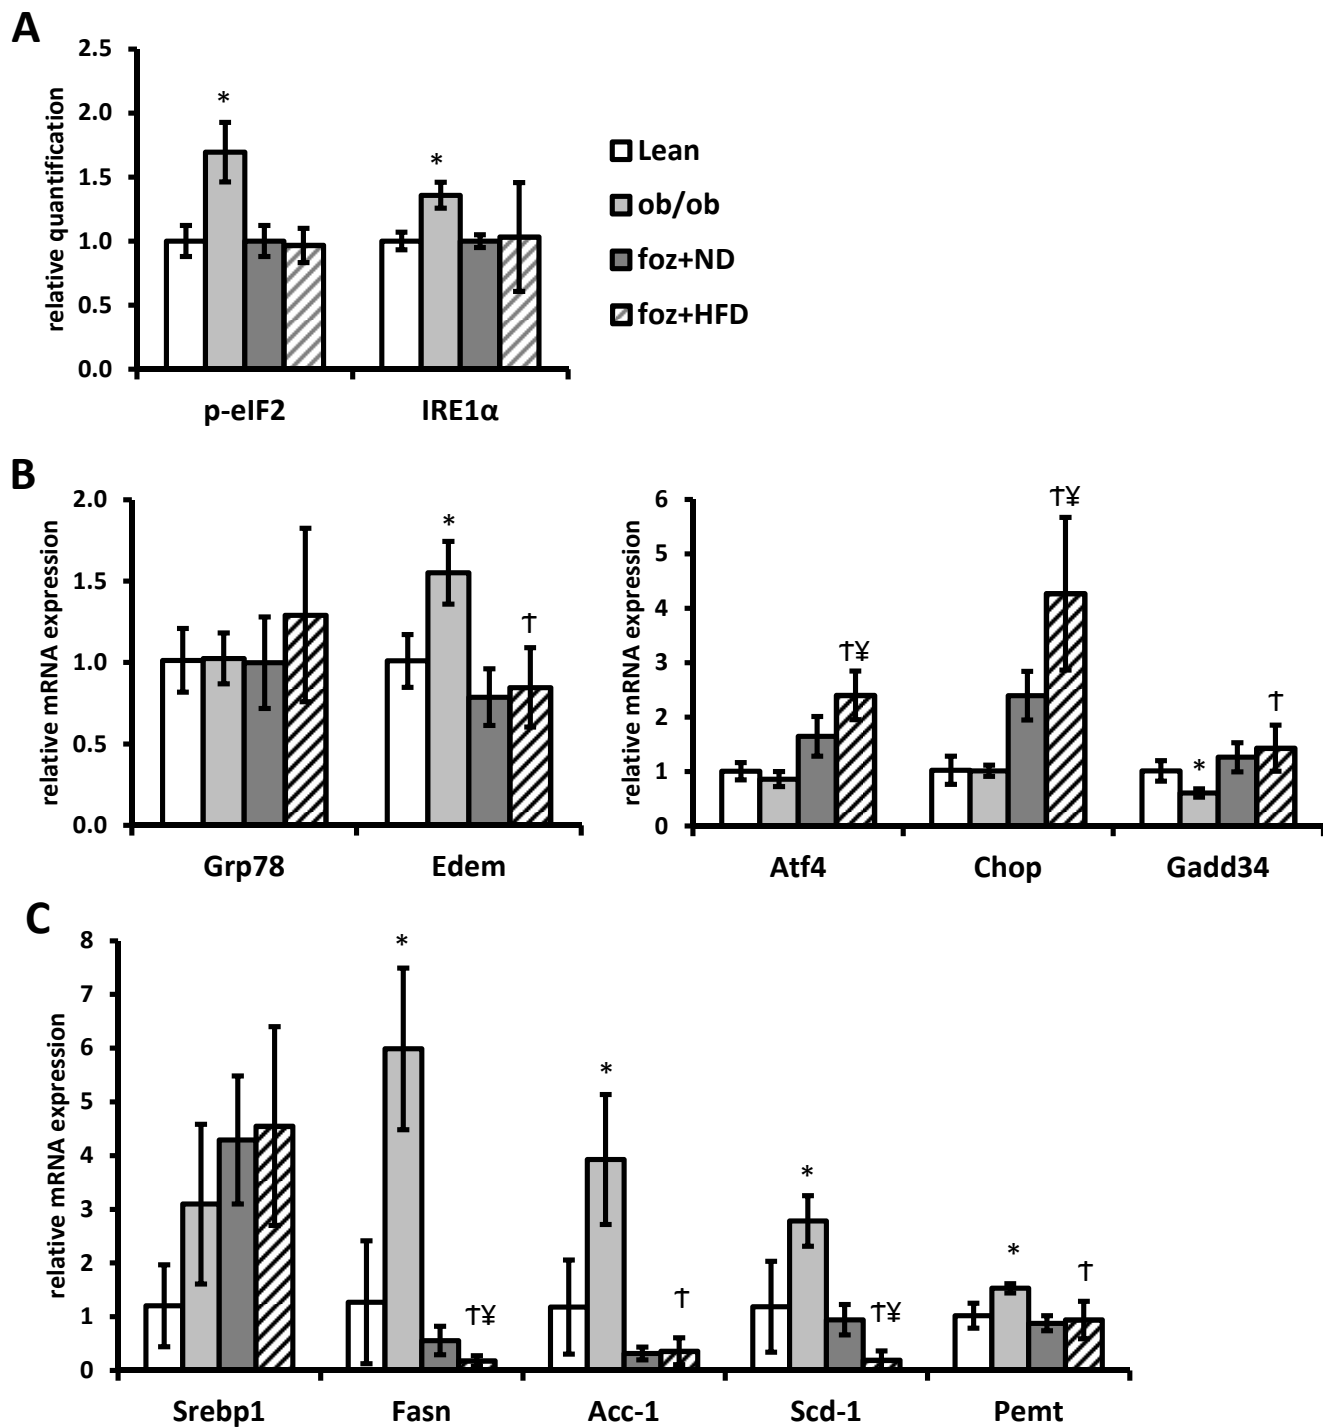 A
relative quantification
2.5
2.0
1.5
1.0
0.5
0.0
*
*
p-eIF2
IRE1α
Lean
ob/ob
foz+ND
foz+HFD
B
relative mRNA expression
2.0
1.5
1.0
0.5
0.0
*
†
Grp78
Edem
relative mRNA expression
6
5
4
3
2
1
0
†¥
†¥
*
†
Atf4
Chop
Gadd34
C
relative mRNA expression
8
7
6
5
4
3
2
1
0
*
†¥
*
†
*
†¥
*
†
Srebp1
Fasn
Acc-1
Scd-1
Pemt